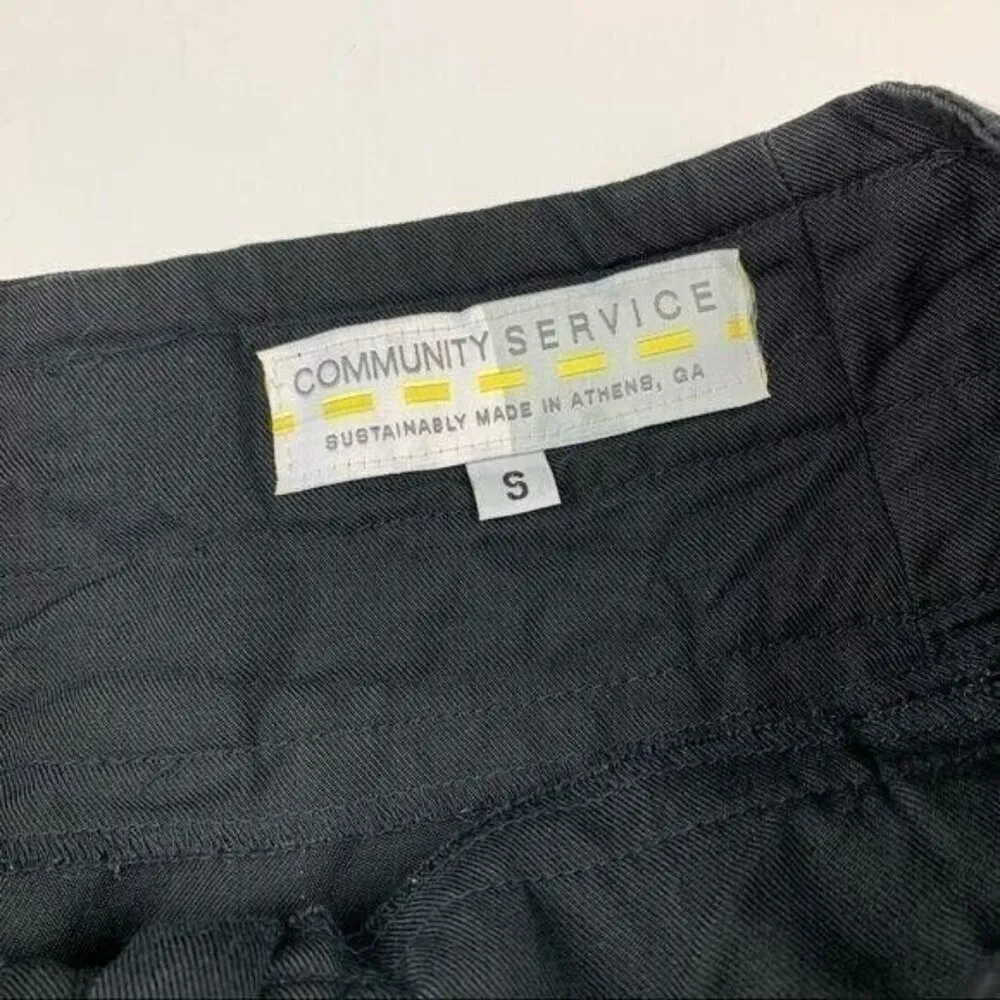 COMMUNITY SERVICE
SUSTAINABLY MADE IN ATHENS, GA
S